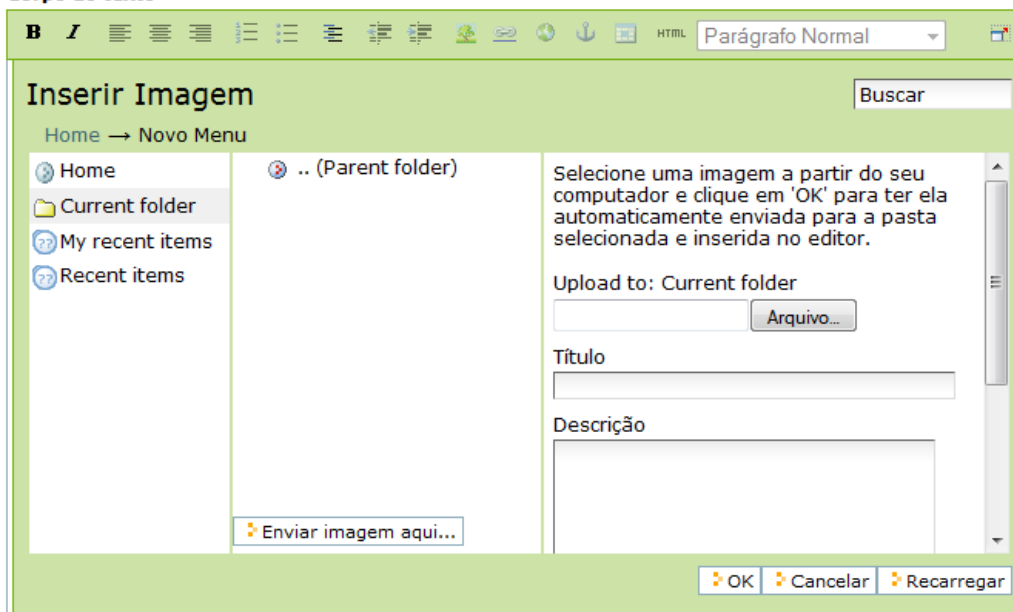 B I HTML Parágrafo Normal
Inserir Imagem
Buscar
Home → Novo Menu
Home
Current folder
?? My recent items
?? Recent items
.. (Parent folder)
Enviar imagem aqui...
Selecione uma imagem a partir do seu
computador e clique em 'OK' para ter ela
automaticamente enviada para a pasta
selecionada e inserida no editor.
Upload to: Current folder
Arquivo...
Título
Descrição
OK Cancelar Recarregar